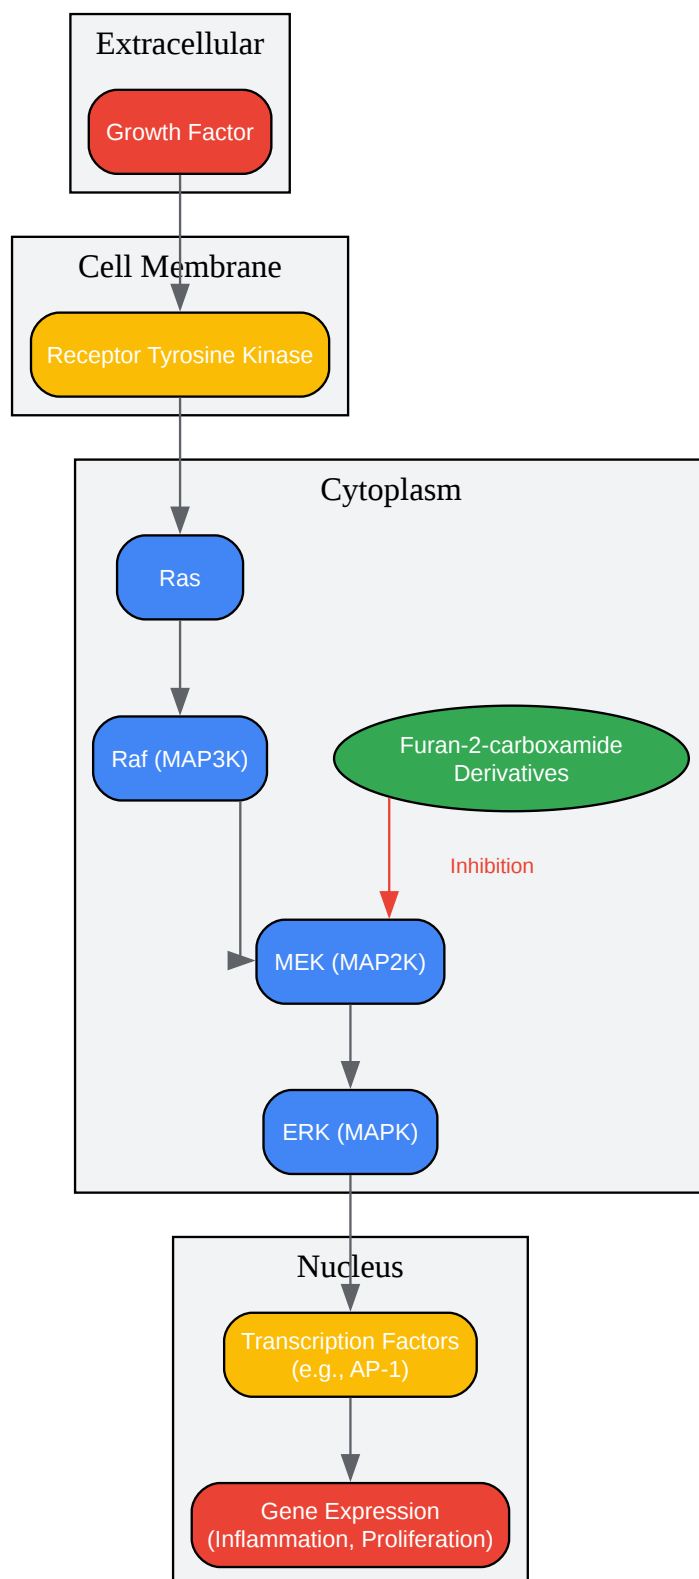 Extracellular
Growth Factor
Cell Membrane
Receptor Tyrosine Kinase
Cytoplasm
Ras
Raf (MAP3K)
Furan-2-carboxamide
Derivatives
Inhibition
MEK (MAP2K)
ERK (MAPK)
Nucleus
Transcription Factors
(e.g., AP-1)
Gene Expression
(Inflammation, Proliferation)